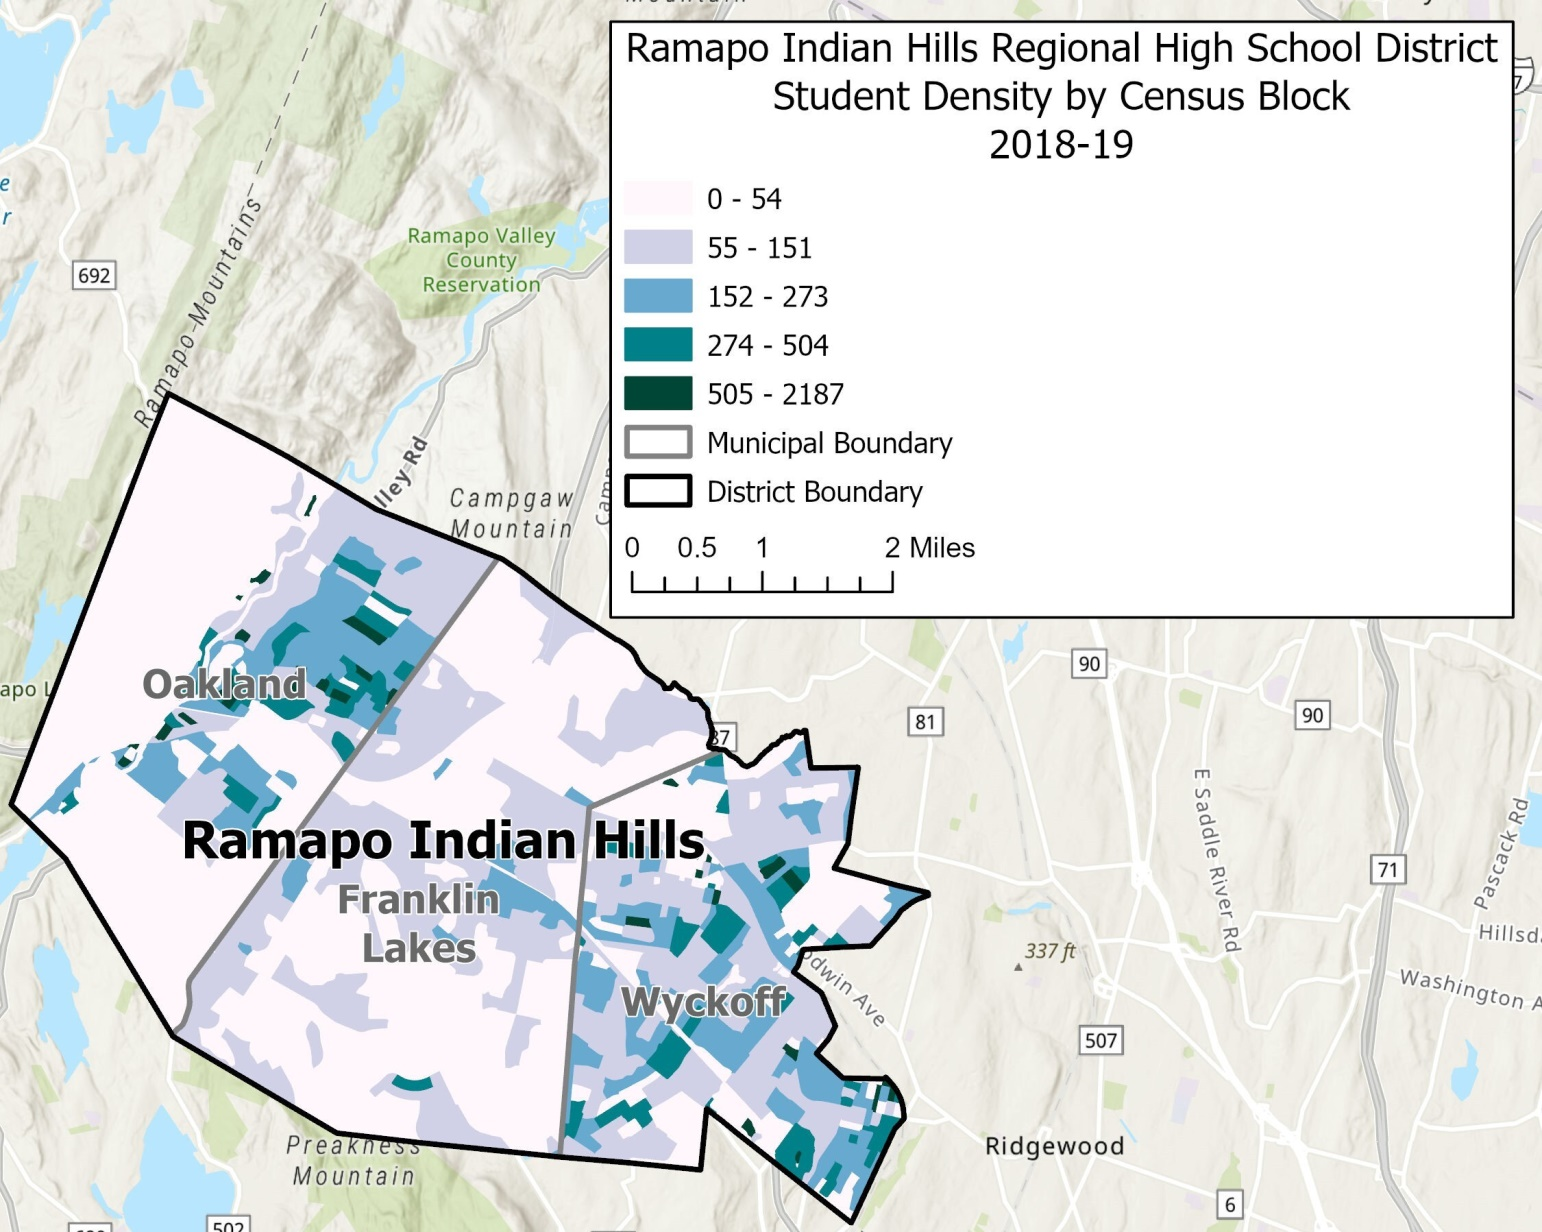 Ramapo Indian Hills Regional High School District
Student Density by Census Block
2018-19
0 - 54
55 - 151
152 - 273
274 - 504
505 - 2187
Municipal Boundary
District Boundary
0 0.5 1 2 Miles
Ramapo Valley
County
Reservation
692
Ramapo Mountains
Campgaw
Mountain
Oakland
Ramapo Indian Hills
Franklin
Lakes
Wyckoff
90
81
90
71
E Saddle River Rd
Pascack Rd
337 ft
507
Ridgewood
6
Preakness
Mountain
502
Washington